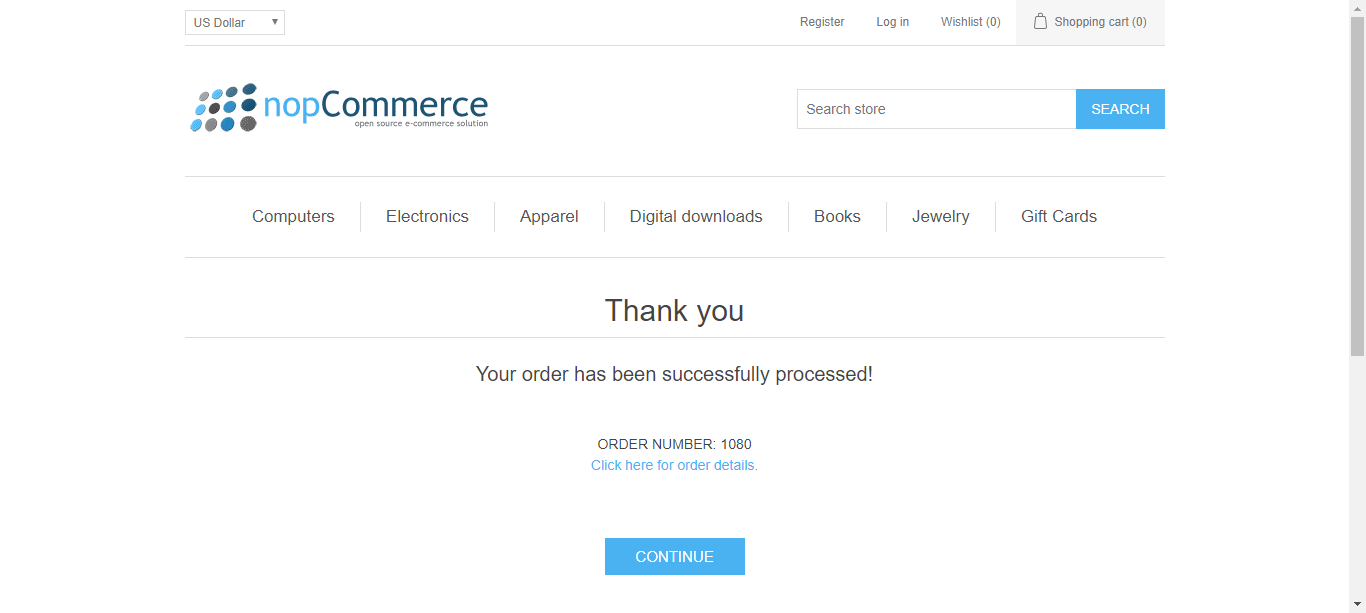 US Dollar
Register
Log in
Wishlist (0)
Shopping cart (0)
nopCommerce
open source e-commerce solution
Search store
SEARCH
Computers
Electronics
Apparel
Digital downloads
Books
Jewelry
Gift Cards
Thank you
Your order has been successfully processed!
ORDER NUMBER: 1080
Click here for order details.
CONTINUE